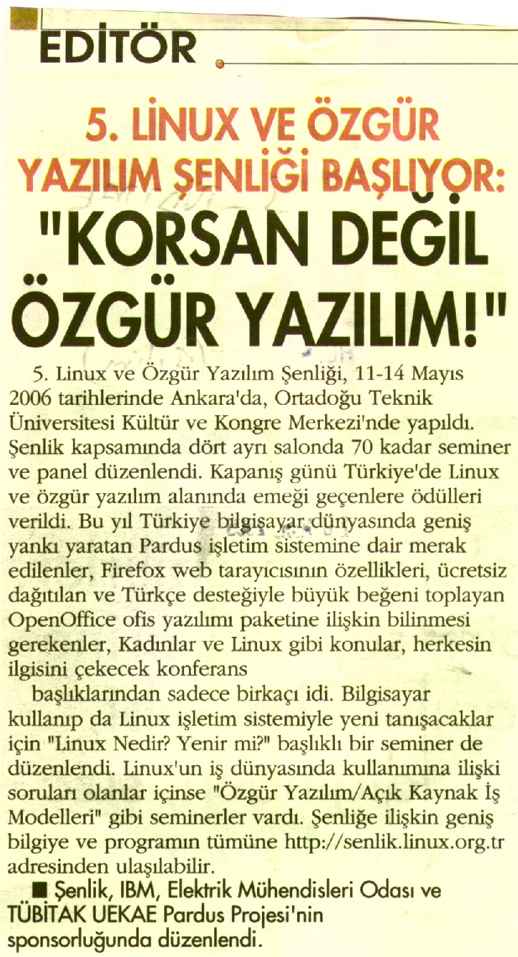 EDİTÖR
5. LİNUX VE ÖZGÜR
YAZILIM ŞENLİĞİ BAŞLIYOR:
"KORSAN DEĞİL
ÖZGÜR YAZILIM!"
5. Linux ve Özgür Yazılım Şenliği, 11-14 Mayıs
2006 tarihlerinde Ankara'da, Ortadoğu Teknik
Üniversitesi Kültür ve Kongre Merkezi'nde yapıldı.
Şenlik kapsamında dört ayrı salonda 70 kadar seminer
ve panel düzenlendi. Kapanış günü Türkiye'de Linux
ve özgür yazılım alanında emeği geçenlere ödülleri
verildi. Bu yıl Türkiye bilgisayar dünyasında geniş
yankı yaratan Pardus işletim sistemine dair merak
edilenler, Firefox web tarayıcısının özellikleri, ücretsiz
dağıtılan ve Türkçe desteğiyle büyük beğeni toplayan
OpenOffice ofis yazılımı paketine ilişkin bilinmesi
gerekenler, Kadınlar ve Linux gibi konular, herkesin
ilgisini çekecek konferans
başlıklarından sadece birkaçı idi. Bilgisayar
kullanıp da Linux işletim sistemiyle yeni tanışacaklar
için "Linux Nedir? Yenir mi?" başlıklı bir seminer de
düzenlendi. Linux'un iş dünyasında kullanımına ilişki
soruları olanlar içinse "Özgür Yazılım/Açık Kaynak İş
Modelleri" gibi seminerler vardı. Şenliğe ilişkin geniş
bilgiye ve programın tümüne http://senlik.linux.org.tr
adresinden ulaşılabilir.
■ Şenlik, IBM, Elektrik Mühendisleri Odası ve
TÜBİTAK UEKAE Pardus Projesi'nin
sponsorluğunda düzenlendi.